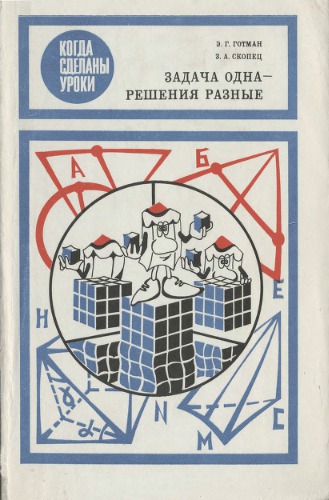 КОГДА
СДЕЛАНЫ
УРОКИ
Э. Г. ГОТМАН
З. А. СКОПЕЦ
ЗАДАЧА ОДНА—
РЕШЕНИЯ РАЗНЫЕ
А
Б
Е
Н
N
М
С
γ
α